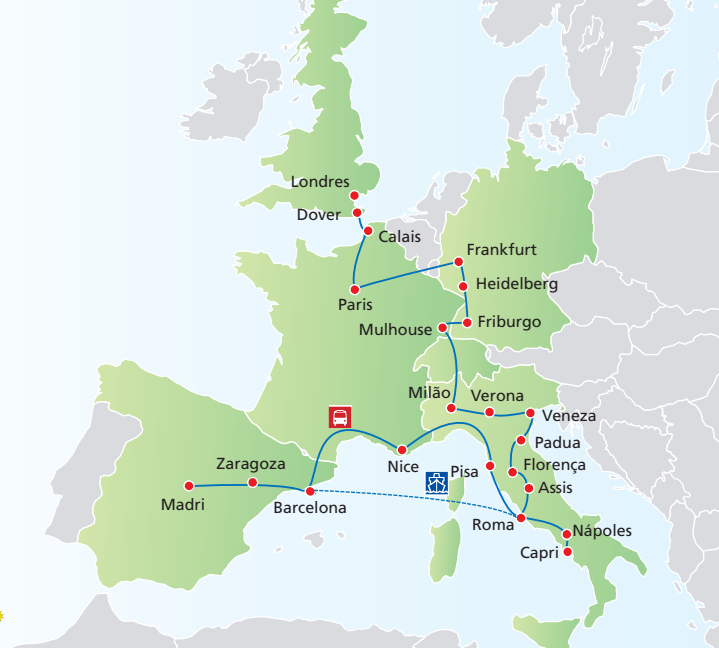 Londres
Dover
Calais
Frankfurt
Heidelberg
Paris
Friburgo
Mulhouse
Milão
Verona
Veneza
Padua
Zaragoza
Nice
Pisa
Florença
Assis
Madri
Barcelona
Roma
Nápoles
Capri